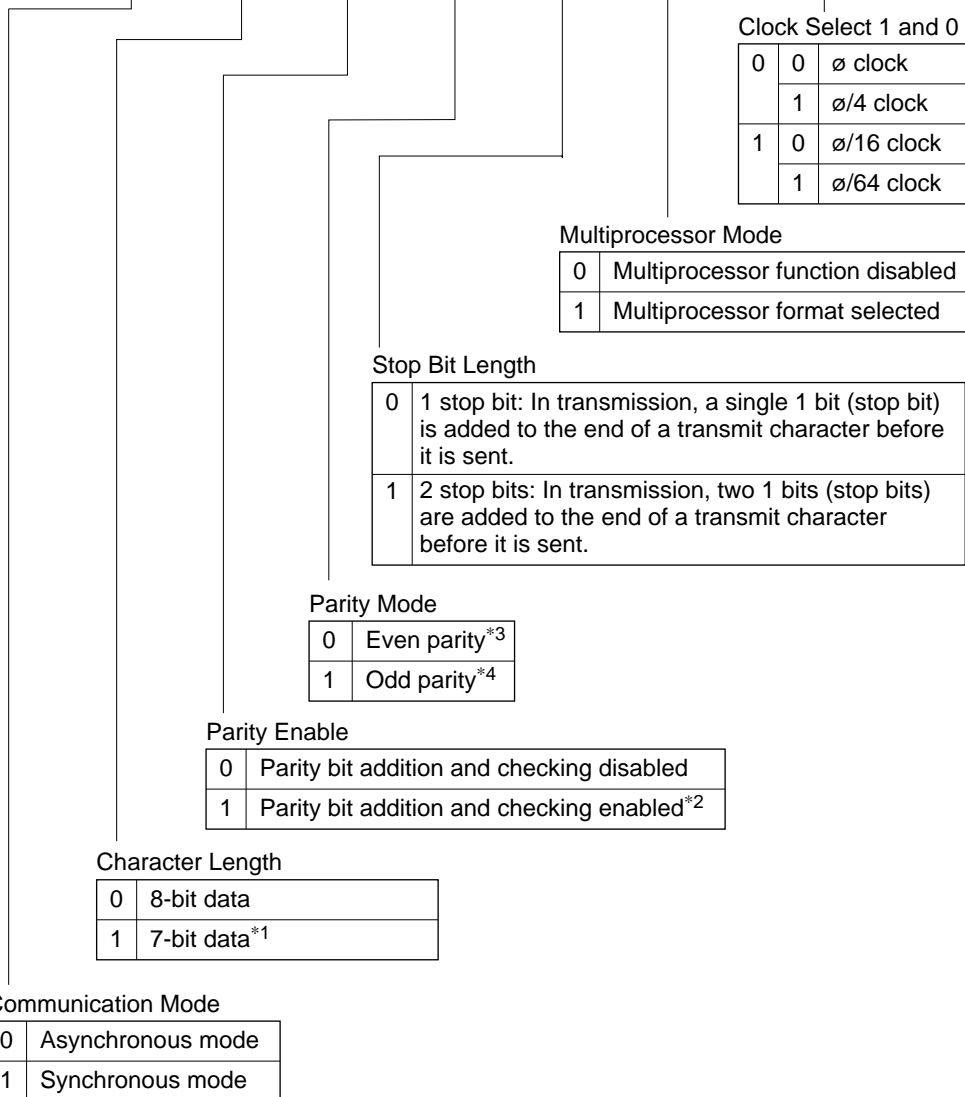 Clock Select 1 and 0
0 0 ø clock
1 ø/4 clock
1 0 ø/16 clock
1 ø/64 clock
Multiprocessor Mode
0 Multiprocessor function disabled
1 Multiprocessor format selected
Stop Bit Length
0 1 stop bit: In transmission, a single 1 bit (stop bit)
is added to the end of a transmit character before
it is sent.
1 2 stop bits: In transmission, two 1 bits (stop bits)
are added to the end of a transmit character
before it is sent.
Parity Mode
0 Even parity*3
1 Odd parity*4
Parity Enable
0 Parity bit addition and checking disabled
1 Parity bit addition and checking enabled*2
Character Length
0 8-bit data
1 7-bit data*1
Communication Mode
0 Asynchronous mode
1 Synchronous mode